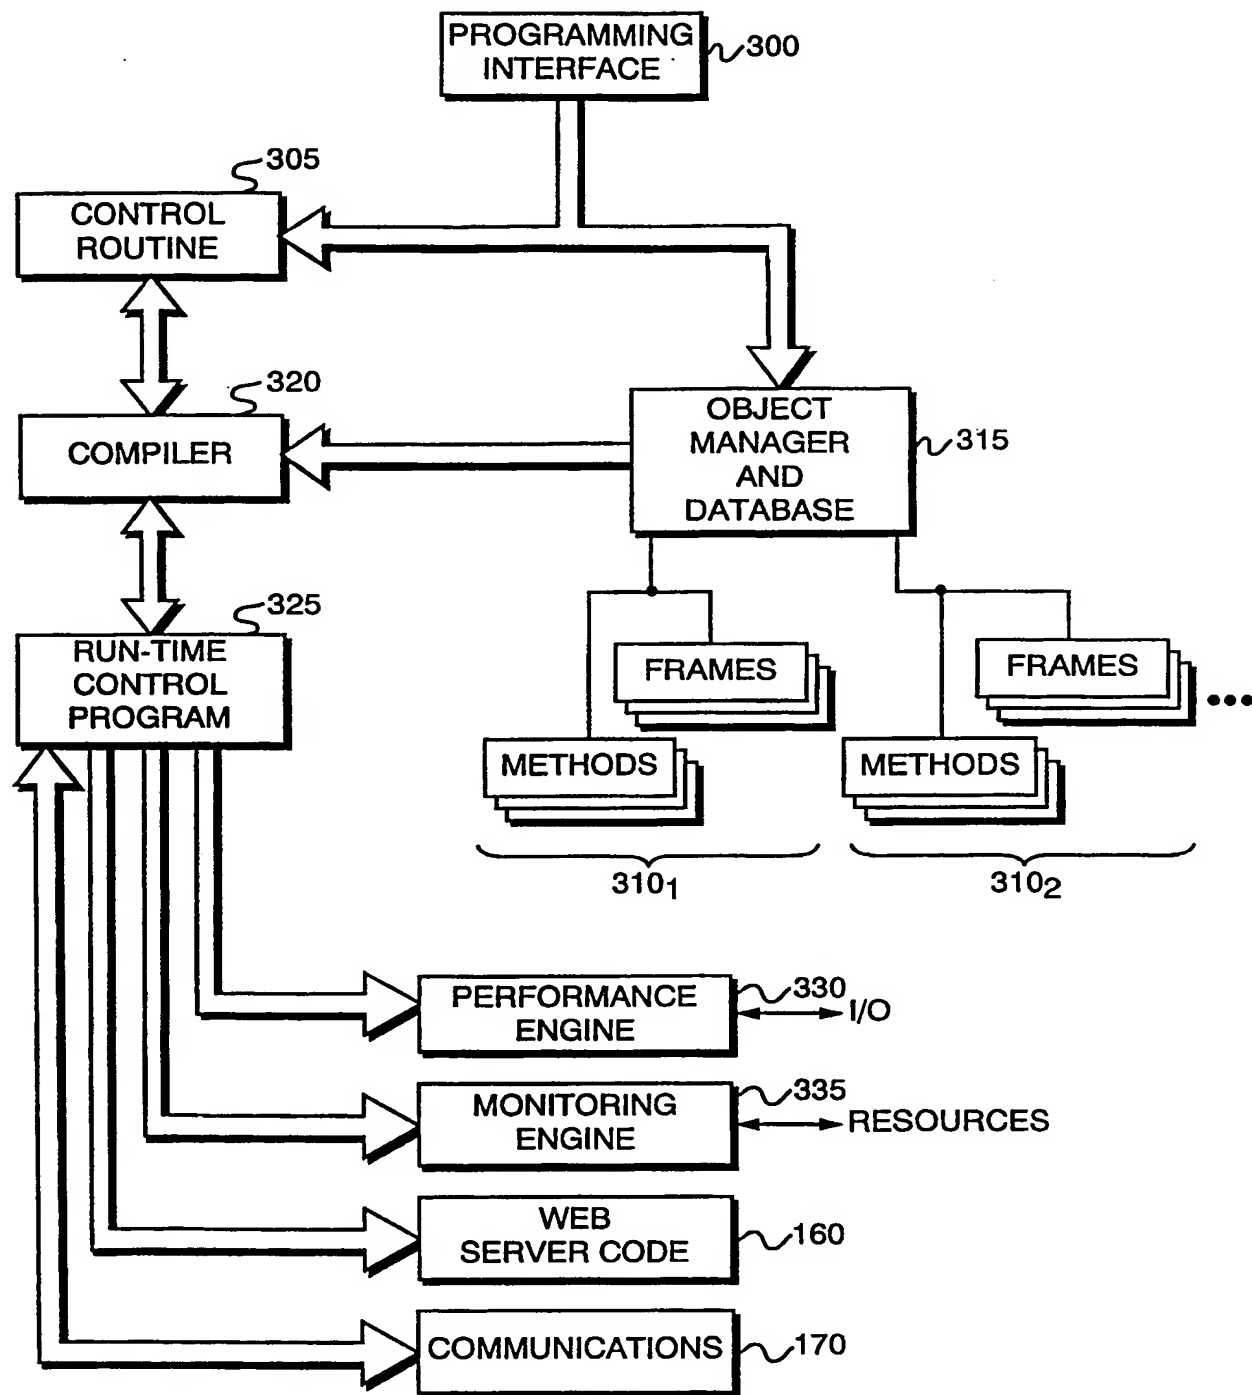 PROGRAMMING
INTERFACE
300
305
CONTROL
ROUTINE
320
COMPILER
OBJECT
MANAGER
AND
DATABASE
315
325
RUN-TIME
CONTROL
PROGRAM
FRAMES
METHODS
FRAMES
METHODS
•••
310₁
310₂
PERFORMANCE
ENGINE
330
I/O
MONITORING
ENGINE
335
RESOURCES
WEB
SERVER CODE
160
COMMUNICATIONS
170